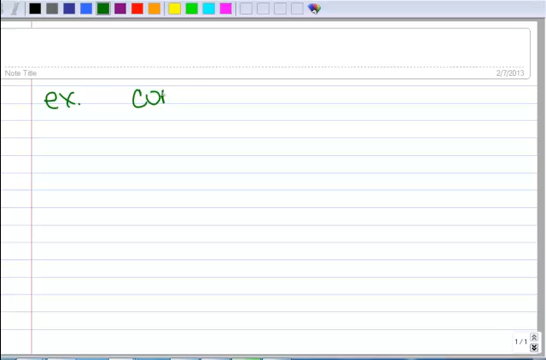 Note Title
2/7/2013
ex.
1 / 1